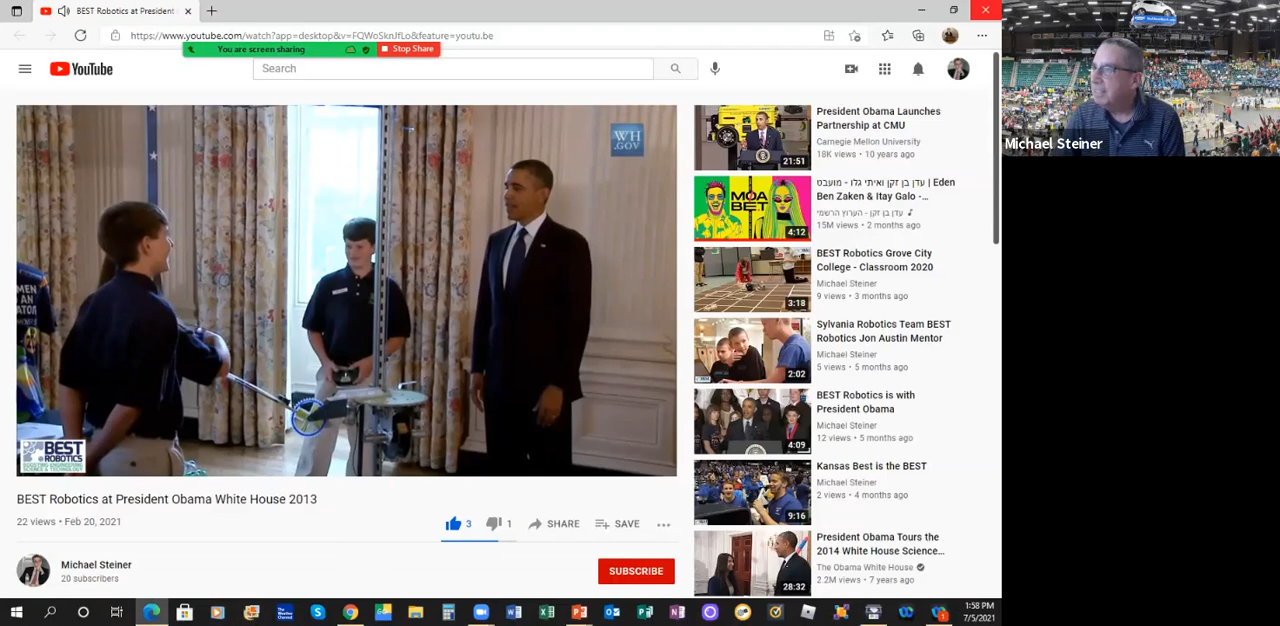 BEST Robotics at President
https://www.youtube.com/watch?app=desktop&v=FQWoSknJfLo&feature=youtu.be
You are screen sharing
Stop Share
YouTube
Search
WH
.GOV
BEST
ROBOTICS
BEST Robotics at President Obama White House 2013
22 views • Feb 20, 2021
3
1
SHARE
SAVE
Michael Steiner
20 subscribers
SUBSCRIBE
21:51
President Obama Launches
Partnership at CMU
Carnegie Mellon University
18K views • 10 years ago
MOA
BET
4:12
עדן בן זקן ואיתי גלו - מועבט | Eden
Ben Zaken & Itay Galo -...
עדן בן זקן - הערוץ הרשמי
15M views • 2 months ago
3:18
BEST Robotics Grove City
College - Classroom 2020
Michael Steiner
9 views • 3 months ago
2:02
Sylvania Robotics Team BEST
Robotics Jon Austin Mentor
Michael Steiner
5 views • 5 months ago
4:09
BEST Robotics is with
President Obama
Michael Steiner
12 views • 5 months ago
9:16
Kansas Best is the BEST
Michael Steiner
2 views • 4 months ago
28:32
President Obama Tours the
2014 White House Science...
The Obama White House
2.2M views • 7 years ago
Michael Steiner
1:58 PM
7/5/2021